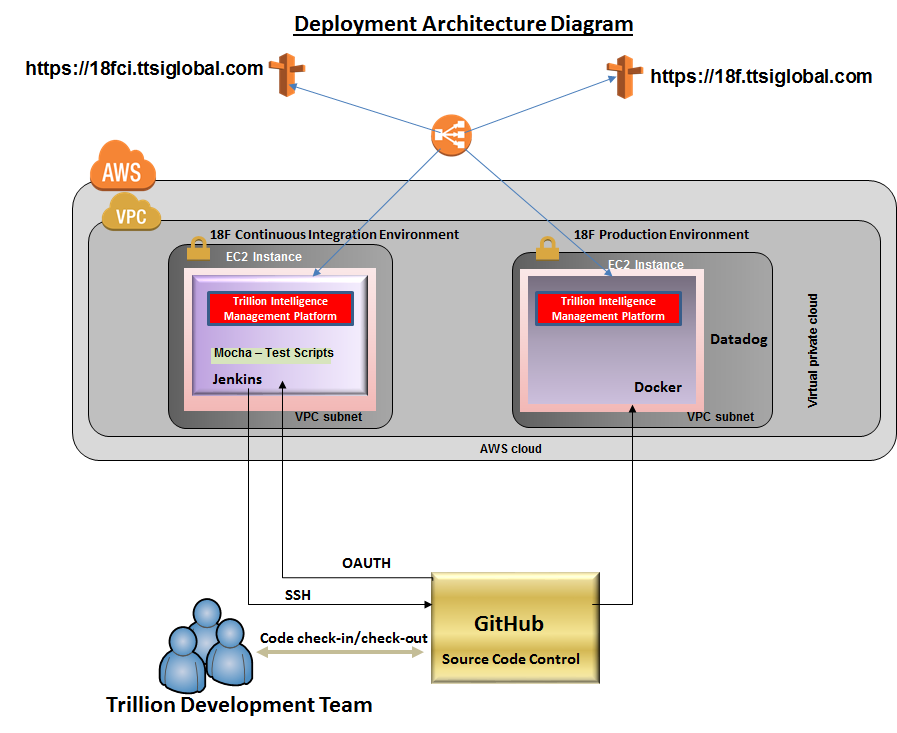 Deployment Architecture Diagram
https://18fci.ttsiglobal.com
https://18f.ttsiglobal.com
AWS
VPC
18F Continuous Integration Environment
18F Production Environment
EC2 Instance
EC2 Instance
Trillion Intelligence
Management Platform
Trillion Intelligence
Management Platform
Mocha – Test Scripts
Jenkins
Datadog
Docker
Virtual private cloud
VPC subnet
VPC subnet
AWS cloud
OAUTH
SSH
GitHub
Source Code Control
Code check-in/check-out
Trillion Development Team